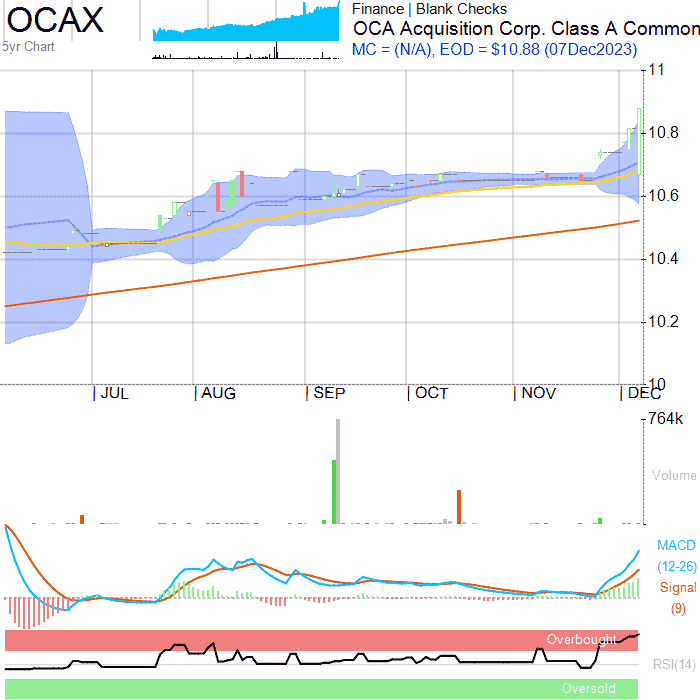 OCAX
5yr Chart
Finance | Blank Checks
OCA Acquisition Corp. Class A Common
MC = (N/A), EOD = $10.88 (07Dec2023)
11
10.8
10.6
10.4
10.2
10
JUL AUG SEP OCT NOV DEC
764k
Volume
MACD
(12-26)
Signal
(9)
Overbought
RSI(14)
Oversold